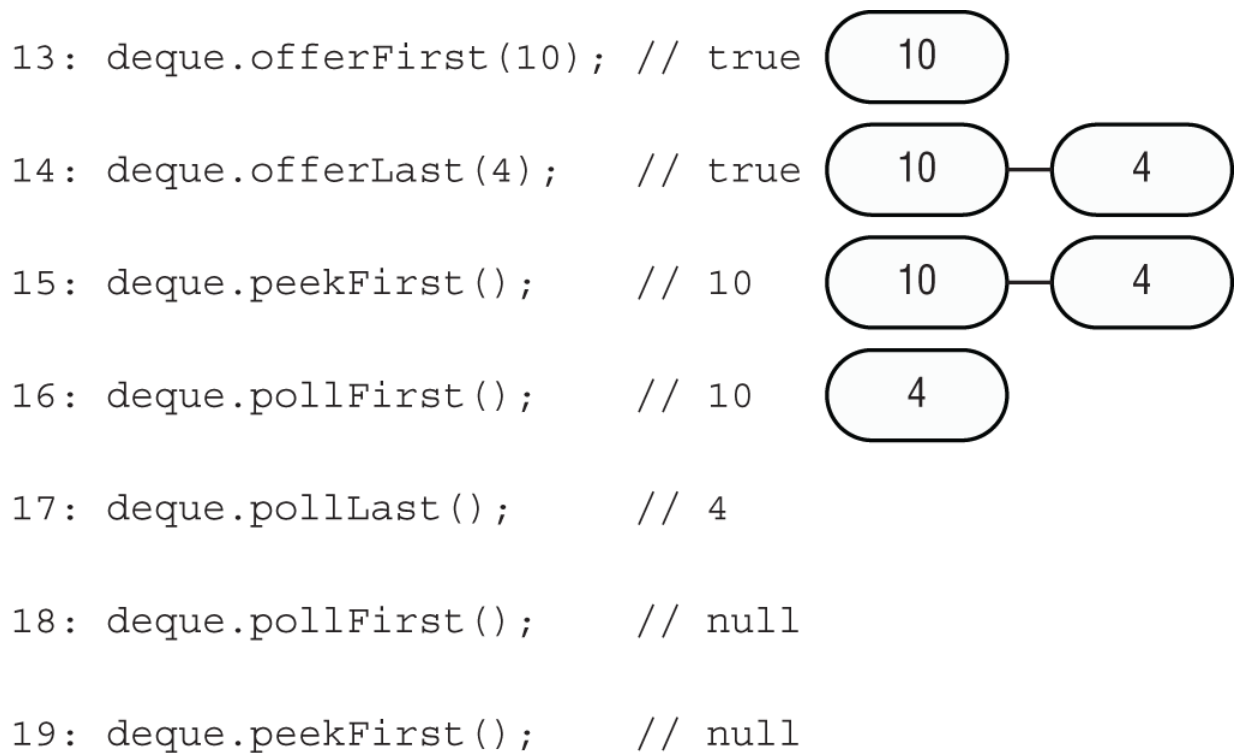 13: deque.offerFirst(10); // true 10
14: deque.offerLast(4); // true 10 4
15: deque.peekFirst(); // 10 10 4
16: deque.pollFirst(); // 10 4
17: deque.pollLast(); // 4
18: deque.pollFirst(); // null
19: deque.peekFirst(); // null